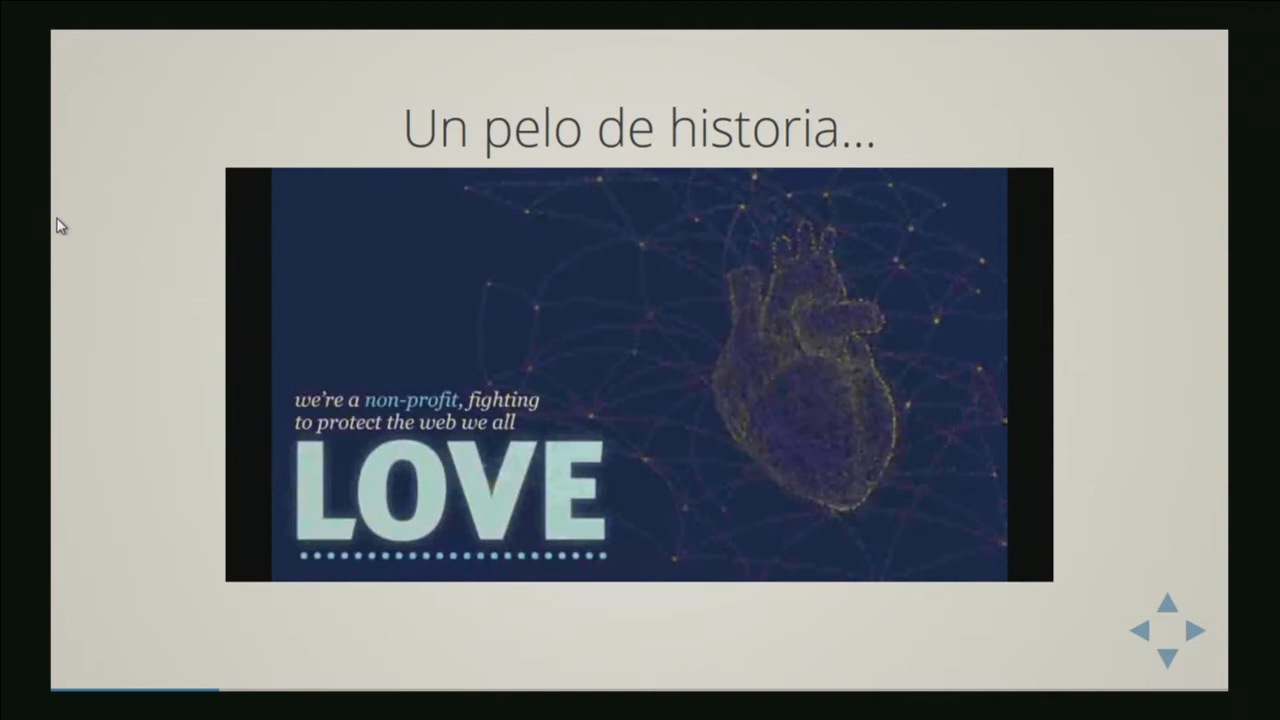 Un pelo de historia...
we're a non-profit, fighting
to protect the web we all
LOVE